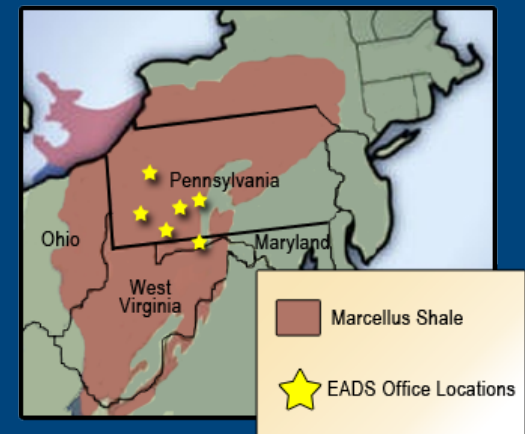 Pennsylvania
Ohio
Maryland
West
Virginia
Marcellus Shale
EADS Office Locations